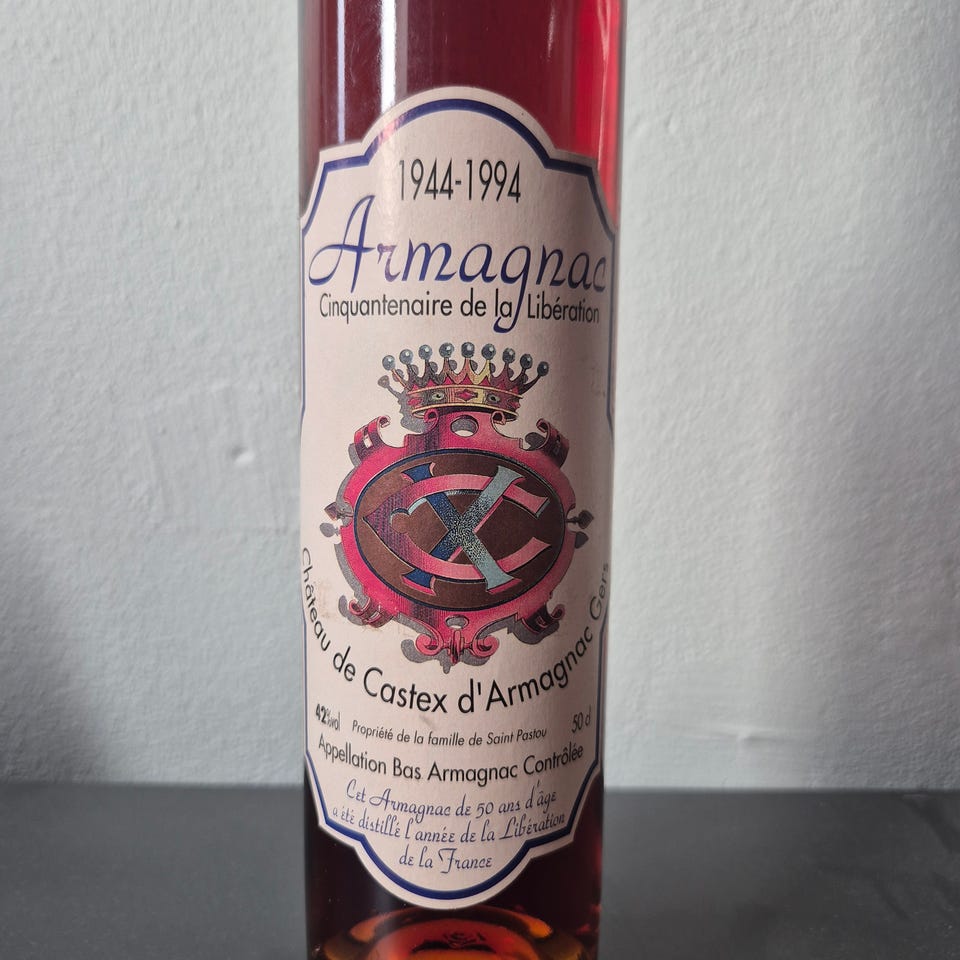 1944-1994
Armagnac
Cinquantenaire de la Libération
Château de Castex d'Armagnac Gers
42%vol Propriété de la famille de Saint Pastou 50 cl
Appellation Bas Armagnac Contrôlée
Cet Armagnac de 50 ans d'âge
a été distillé l'année de la Libération
de la France